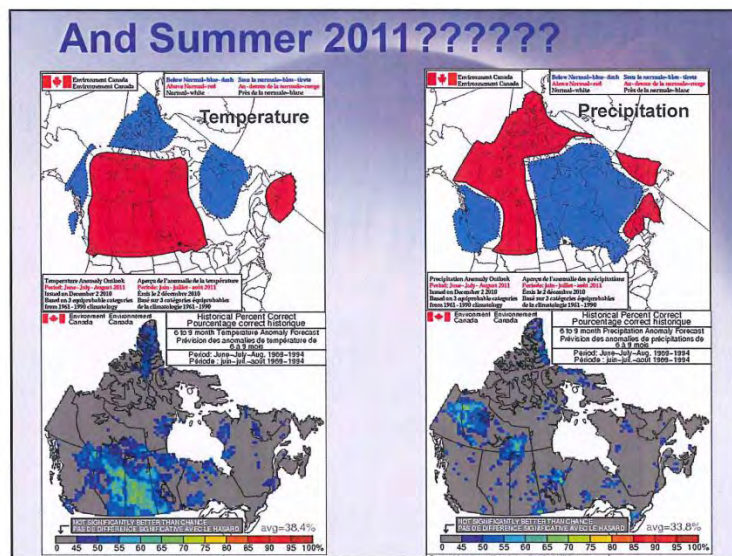 And Summer 2011??????
Environment Canada
Environnement Canada
Below Normal-blue-dash
Above Normal-red
Normal-white
Sous la normale-bleu-tirets
Au-dessus de la normale-rouge
Près de la normale-blanc
Temperature
Temperature Anomaly Outlook
Period: June-July-August 2011
Issued on December 2 2010
Based on 3 equiprobable categories
from 1961-1990 climatology
Aperçu de l'anomalie de la température
Période: juin-juillet-août 2011
Émis le 2 décembre 2010
Basé sur 3 catégories équiprobables
de la climatologie 1961-1990
Environment Canada
Environnement Canada
Historical Percent Correct
Pourcentage correct historique
6 to 9 month Temperature Anomaly Forecast
Prévision des anomalies de température de
6 à 9 mois
Period: June-July-Aug. 1969-1994
Période : juin-juil.-août 1969-1994
NOT SIGNIFICANTLY BETTER THAN CHANCE
PAS DE DIFFERENCE SIGNIFICATIVE AVEC LE HASARD
avg=38.4%
0 45 50 55 60 65 70 75 80 85 90 95 100%
Environment Canada
Environnement Canada
Below Normal-blue-dash
Above Normal-red
Normal-white
Sous la normale-bleu-tirets
Au-dessus de la normale-rouge
Près de la normale-blanc
Precipitation
Precipitation Anomaly Outlook
Period: June-July-August 2011
Issued on December 2 2010
Based on 3 equiprobable categories
from 1961-1990 climatology
Aperçu de l'anomalie des précipitations
Période: juin-juillet-août 2011
Émis le 2 décembre 2010
Basé sur 3 catégories équiprobables
de la climatologie 1961-1990
Environment Canada
Environnement Canada
Historical Percent Correct
Pourcentage correct historique
6 to 9 month Precipitation Anomaly Forecast
Prévision des anomalies de précipitations de
6 à 9 mois
Period: June-July-Aug. 1969-1994
Période : juin-juil.-août 1969-1994
NOT SIGNIFICANTLY BETTER THAN CHANCE
PAS DE DIFFERENCE SIGNIFICATIVE AVEC LE HASARD
avg=33.8%
0 45 50 55 60 65 70 75 80 85 90 95 100%